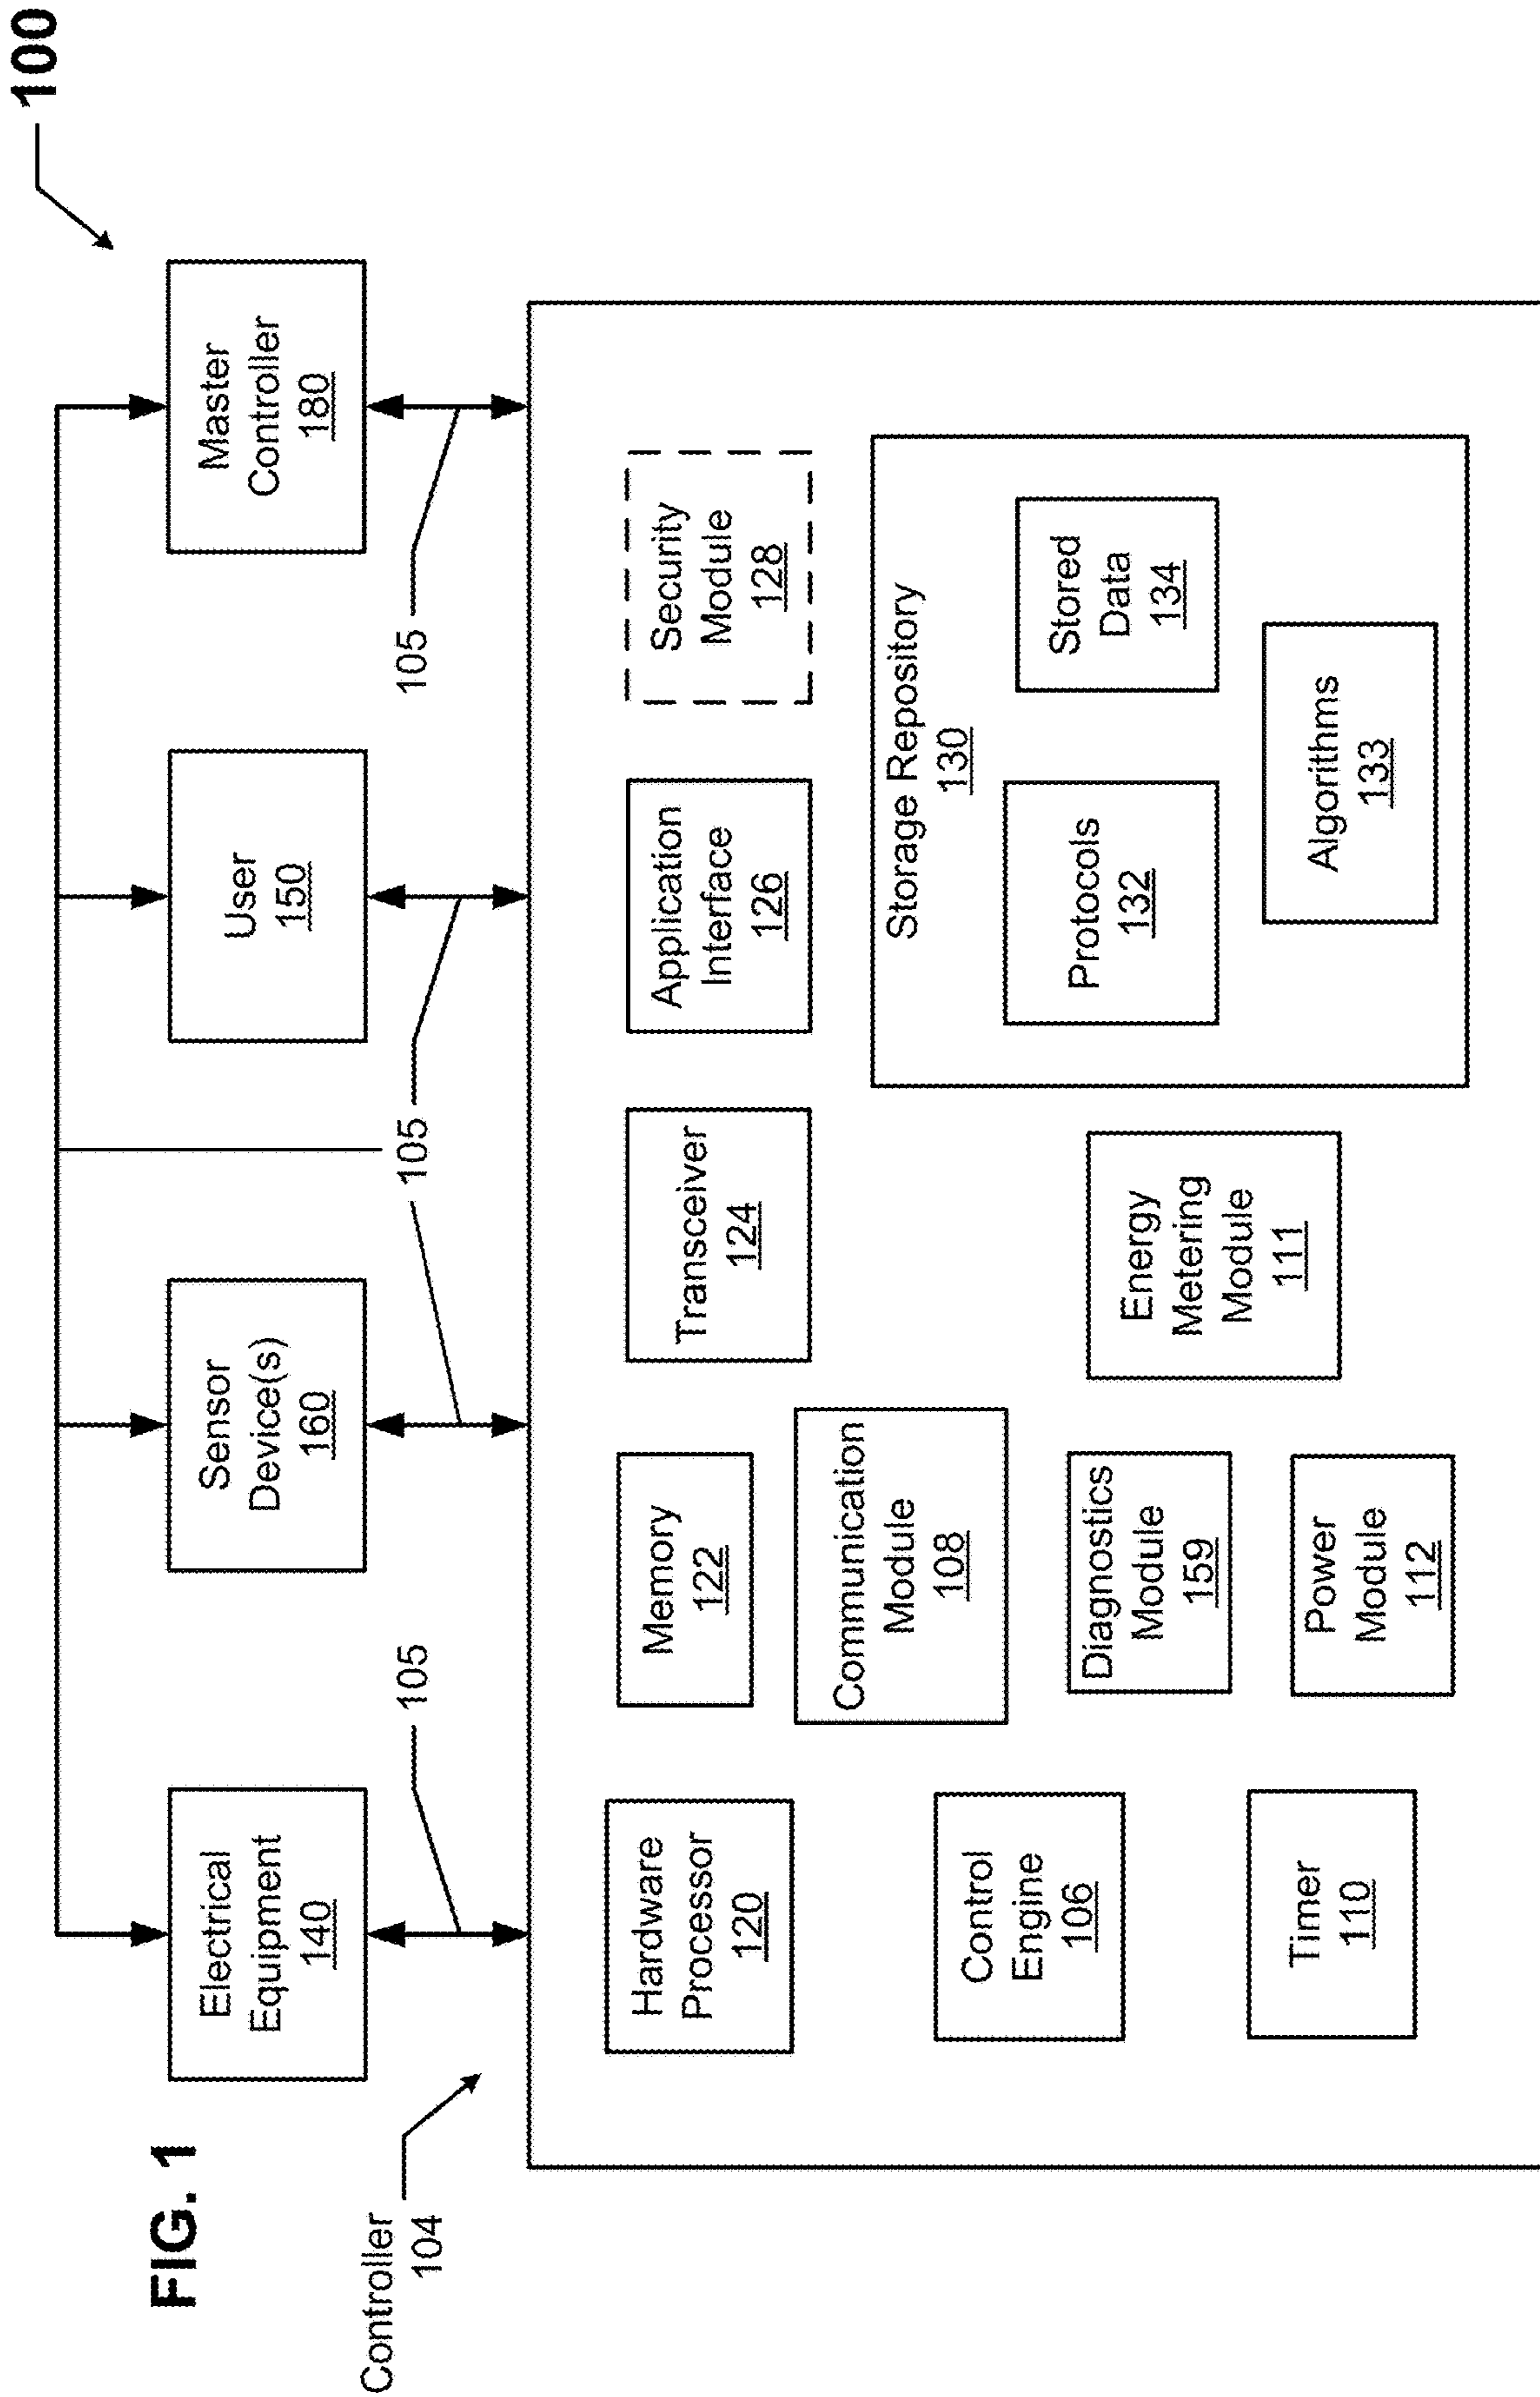 FIG. 1
100
Electrical
Equipment
140
Sensor
Device(s)
160
User
150
Master
Controller
180
Controller
104
105
105
105
Hardware
Processor
120
Memory
122
Transceiver
124
Application
Interface
126
Security
Module
128
Control
Engine
106
Communication
Module
108
Storage Repository
130
Protocols
132
Stored
Data
134
Algorithms
133
Diagnostics
Module
159
Energy
Metering
Module
111
Timer
110
Power
Module
112